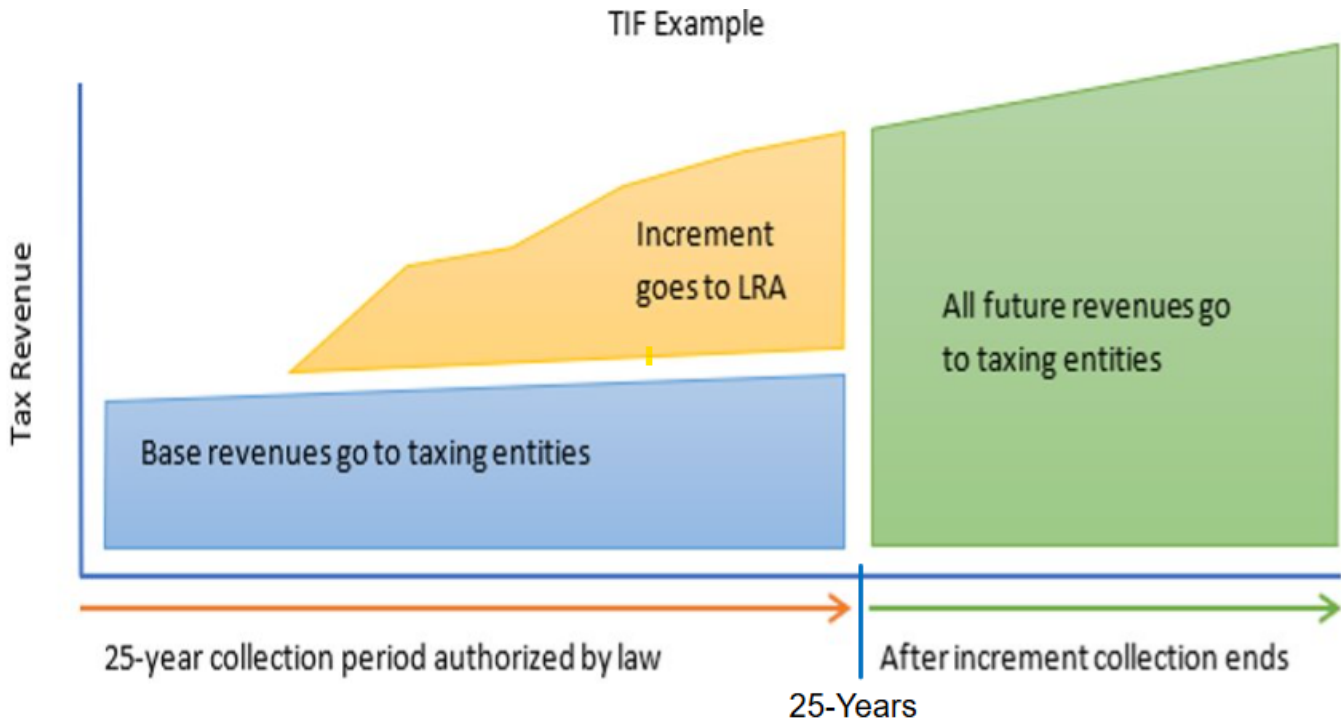 TIF Example
Tax Revenue
Increment
goes to LRA
All future revenues go
to taxing entities
Base revenues go to taxing entities
25-year collection period authorized by law
After increment collection ends
25-Years